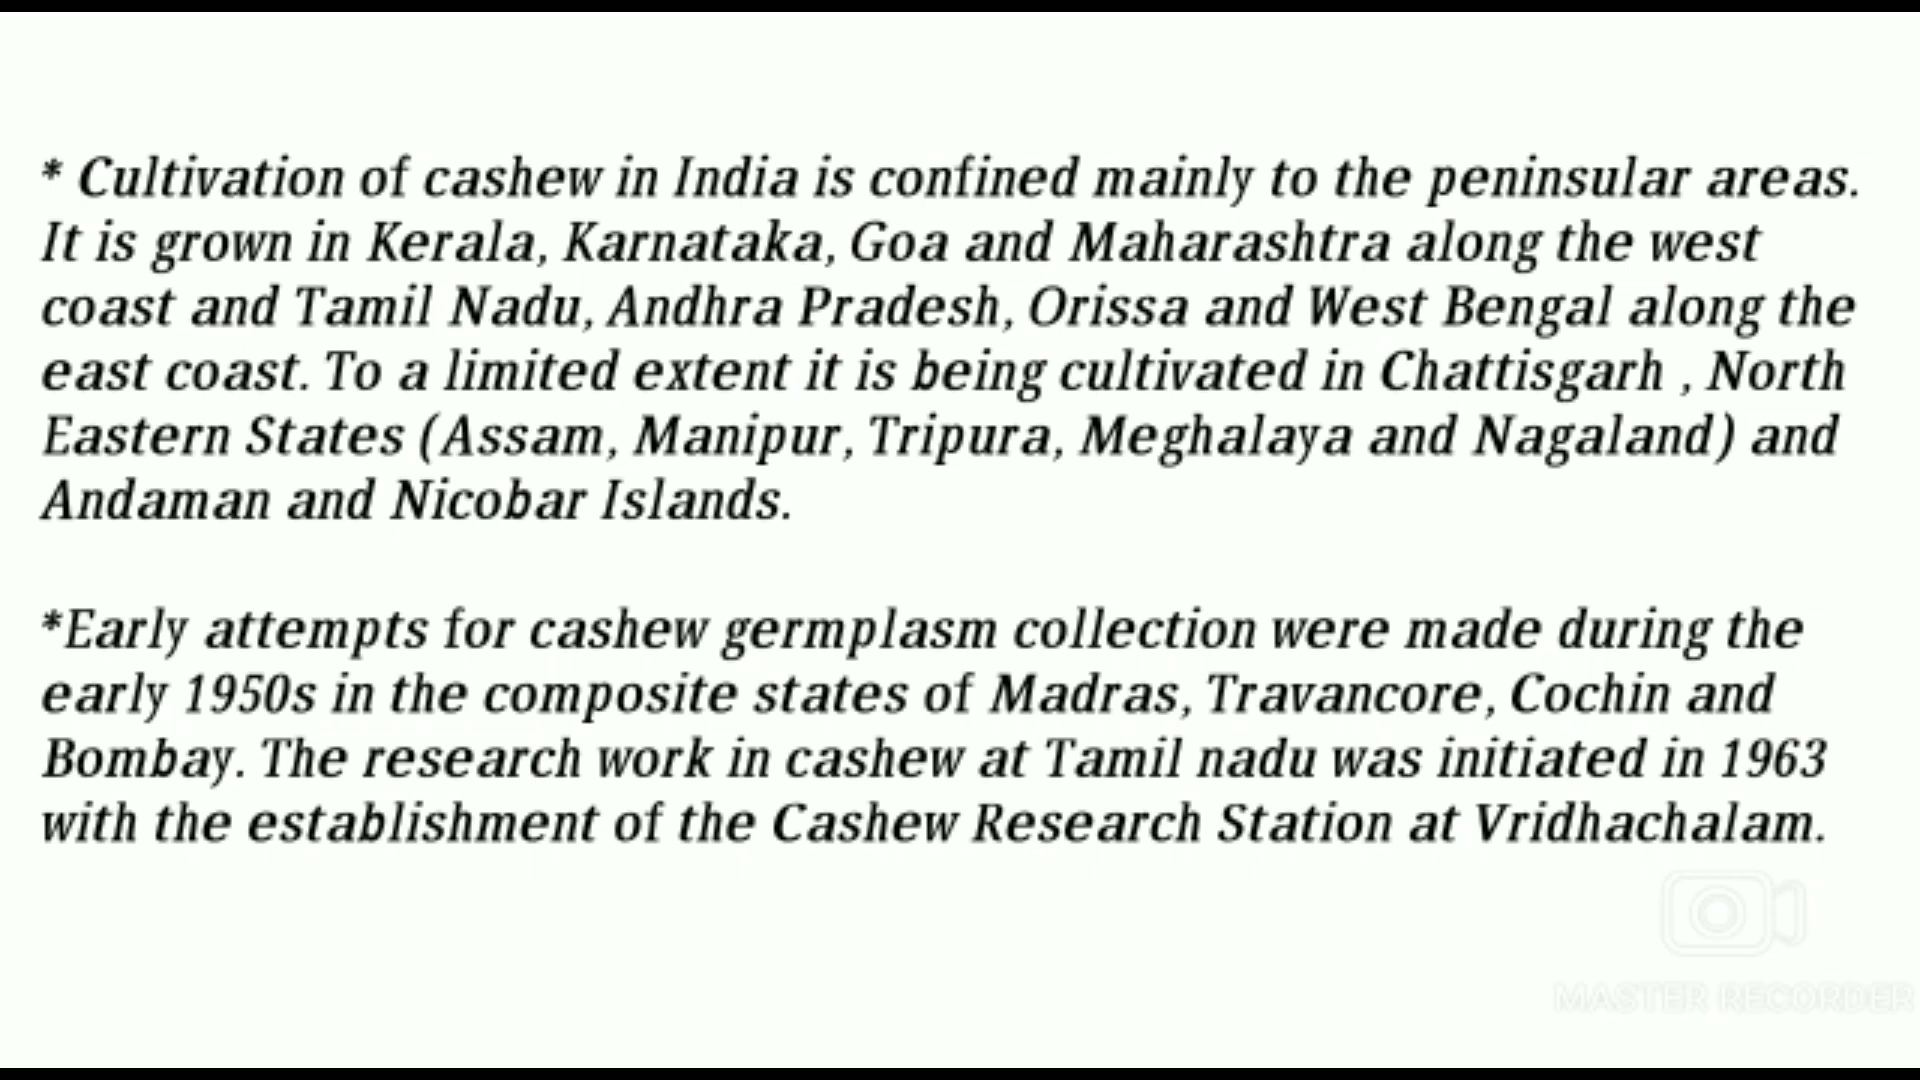 * Cultivation of cashew in India is confined mainly to the peninsular areas.
It is grown in Kerala, Karnataka, Goa and Maharashtra along the west
coast and Tamil Nadu, Andhra Pradesh, Orissa and West Bengal along the
east coast. To a limited extent it is being cultivated in Chattisgarh , North
Eastern States (Assam, Manipur, Tripura, Meghalaya and Nagaland) and
Andaman and Nicobar Islands.
*Early attempts for cashew germplasm collection were made during the
early 1950s in the composite states of Madras, Travancore, Cochin and
Bombay. The research work in cashew at Tamil nadu was initiated in 1963
with the establishment of the Cashew Research Station at Vridhachalam.
MASTER RECORDER